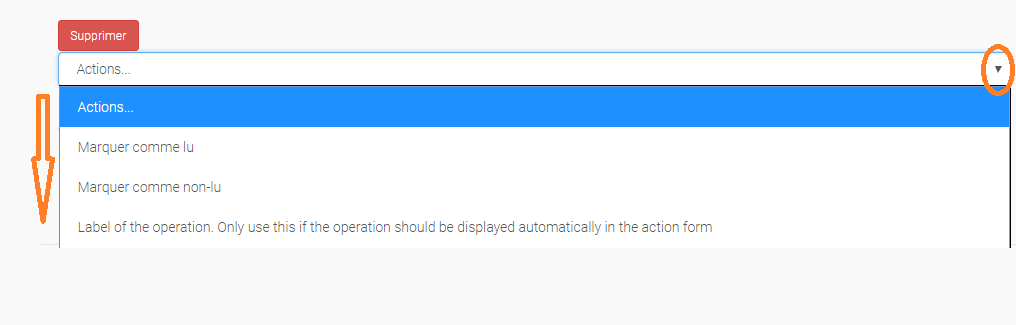 Supprimer
Actions...
Actions...
Marquer comme lu
Marquer comme non-lu
Label of the operation. Only use this if the operation should be displayed automatically in the action form